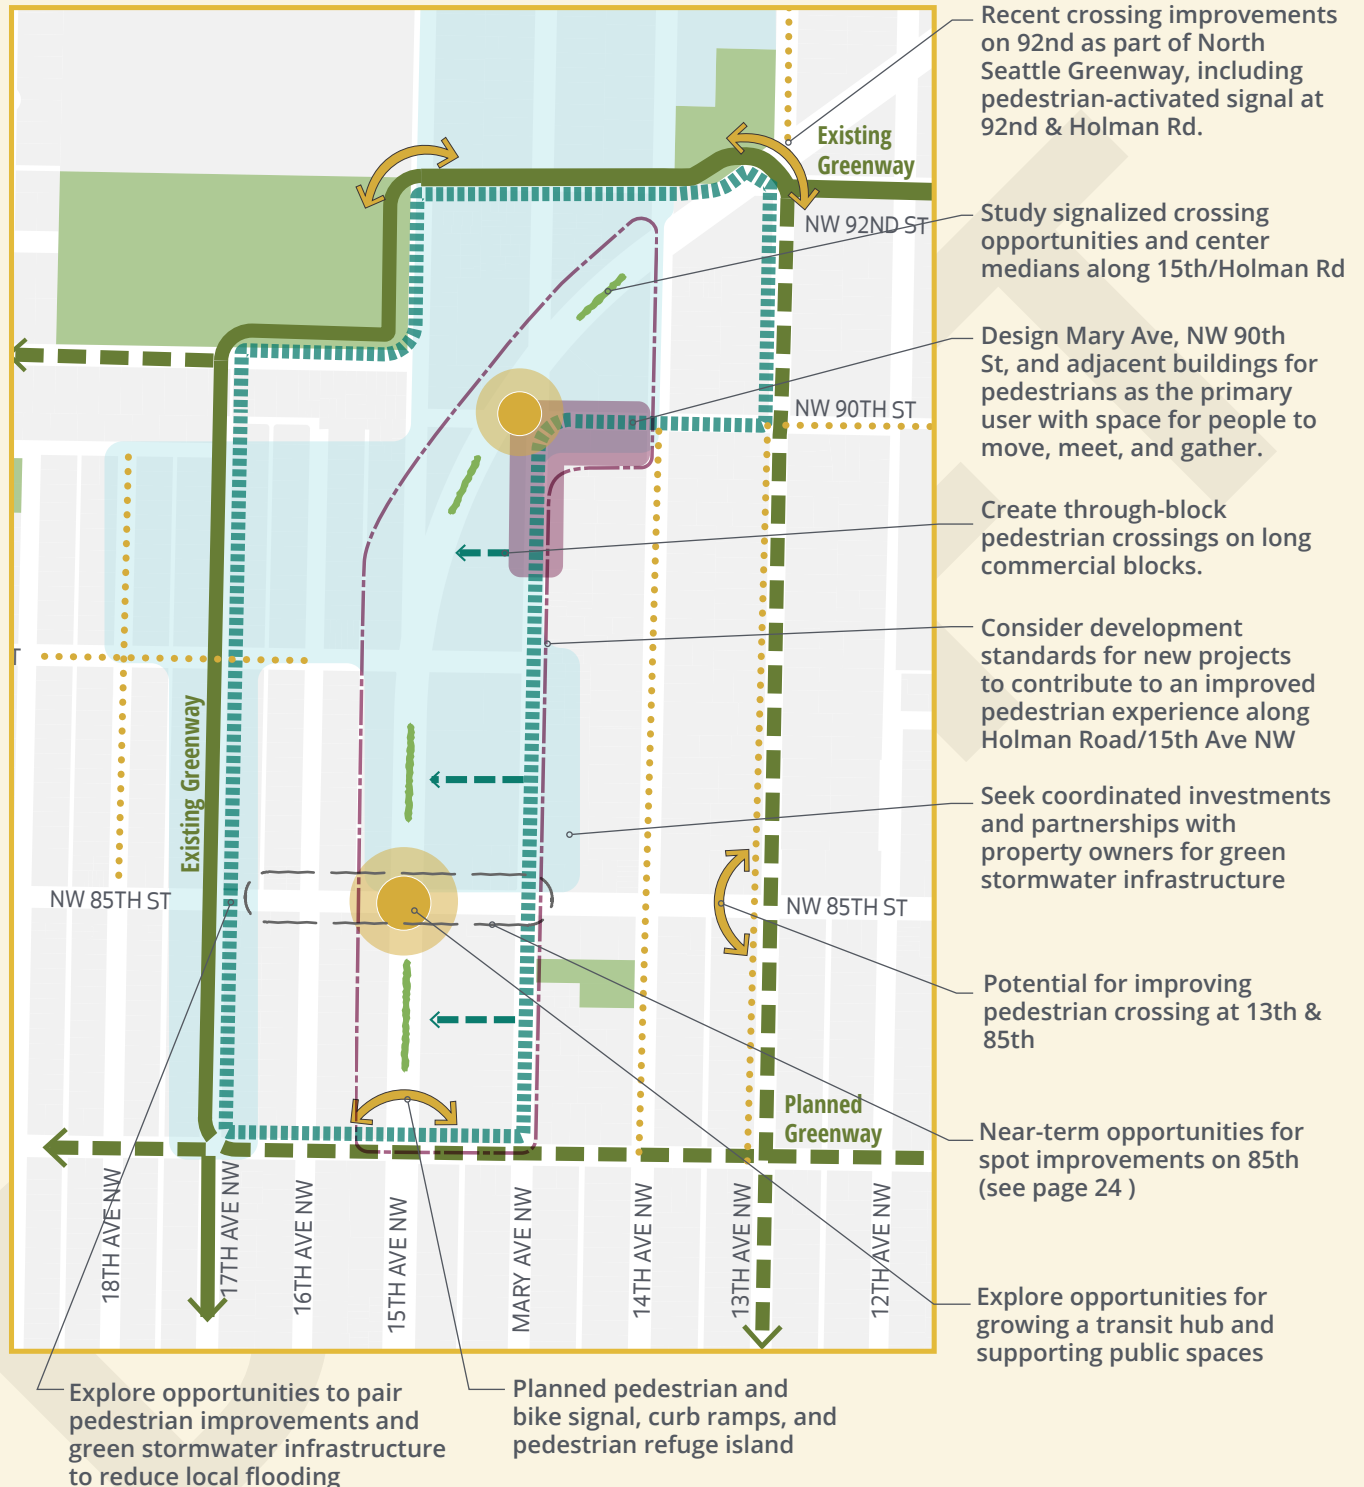 Recent crossing improvements
on 92nd as part of North
Seattle Greenway, including
pedestrian-activated signal at
92nd & Holman Rd.
Existing
Greenway
NW 92ND ST
Study signalized crossing
opportunities and center
medians along 15th/Holman Rd
Design Mary Ave, NW 90th
St, and adjacent buildings for
pedestrians as the primary
user with space for people to
move, meet, and gather.
NW 90TH ST
Create through-block
pedestrian crossings on long
commercial blocks.
Consider development
standards for new projects
to contribute to an improved
pedestrian experience along
Holman Road/15th Ave NW
T
Existing Greenway
Seek coordinated investments
and partnerships with
property owners for green
stormwater infrastructure
NW 85TH ST
NW 85TH ST
Potential for improving
pedestrian crossing at 13th &
85th
Planned
Greenway
Near-term opportunities for
spot improvements on 85th
(see page 24 )
18TH AVE NW
17TH AVE NW
16TH AVE NW
15TH AVE NW
MARY AVE NW
14TH AVE NW
13TH AVE NW
12TH AVE NW
Explore opportunities for
growing a transit hub and
supporting public spaces
Explore opportunities to pair
pedestrian improvements and
green stormwater infrastructure
to reduce local flooding
Planned pedestrian and
bike signal, curb ramps, and
pedestrian refuge island